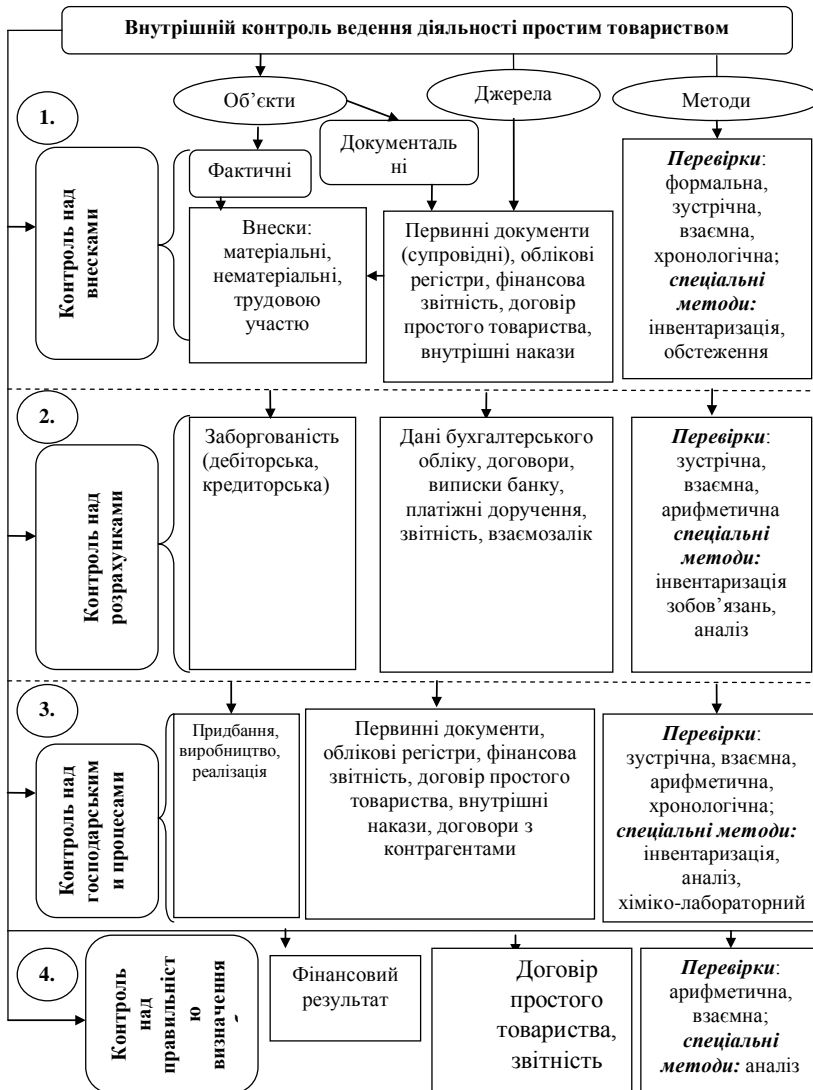 Внутрішній контроль ведення діяльності простим товариством
Об’єкти
Джерела
Методи
1.
Контроль над
внесками
Фактичні
Документаль
ні
Внески:
матеріальні,
нематеріальні,
трудовою
участю
Первинні документи
(супровідні), облікові
регістри, фінансова
звітність, договір
простого товариства,
внутрішні накази
Перевірки:
формальна,
зустрічна,
взаємна,
хронологічна;
спеціальні
методи:
інвентаризація,
обстеження
2.
Контроль над
розрахунками
Заборгованість
(дебіторська,
кредиторська)
Дані бухгалтерського
обліку, договори,
виписки банку,
платіжні доручення,
звітність, взаємозалік
Перевірки:
зустрічна,
взаємна,
арифметична
спеціальні
методи:
інвентаризація
зобов’язань,
аналіз
3.
Контроль над
господарським
и процесами
Придбання,
виробництво,
реалізація
Первинні документи,
облікові регістри, фінансова
звітність, договір простого
товариства, внутрішні
накази, договори з
контрагентами
Перевірки:
зустрічна, взаємна,
арифметична,
хронологічна;
спеціальні методи:
інвентаризація,
аналіз,
хіміко-лабораторний
4.
Контроль
над
правильніст
ю
визначення
Фінансовий
результат
Договір
простого
товариства,
звітність
Перевірки:
арифметична,
взаємна;
спеціальні
методи: аналіз